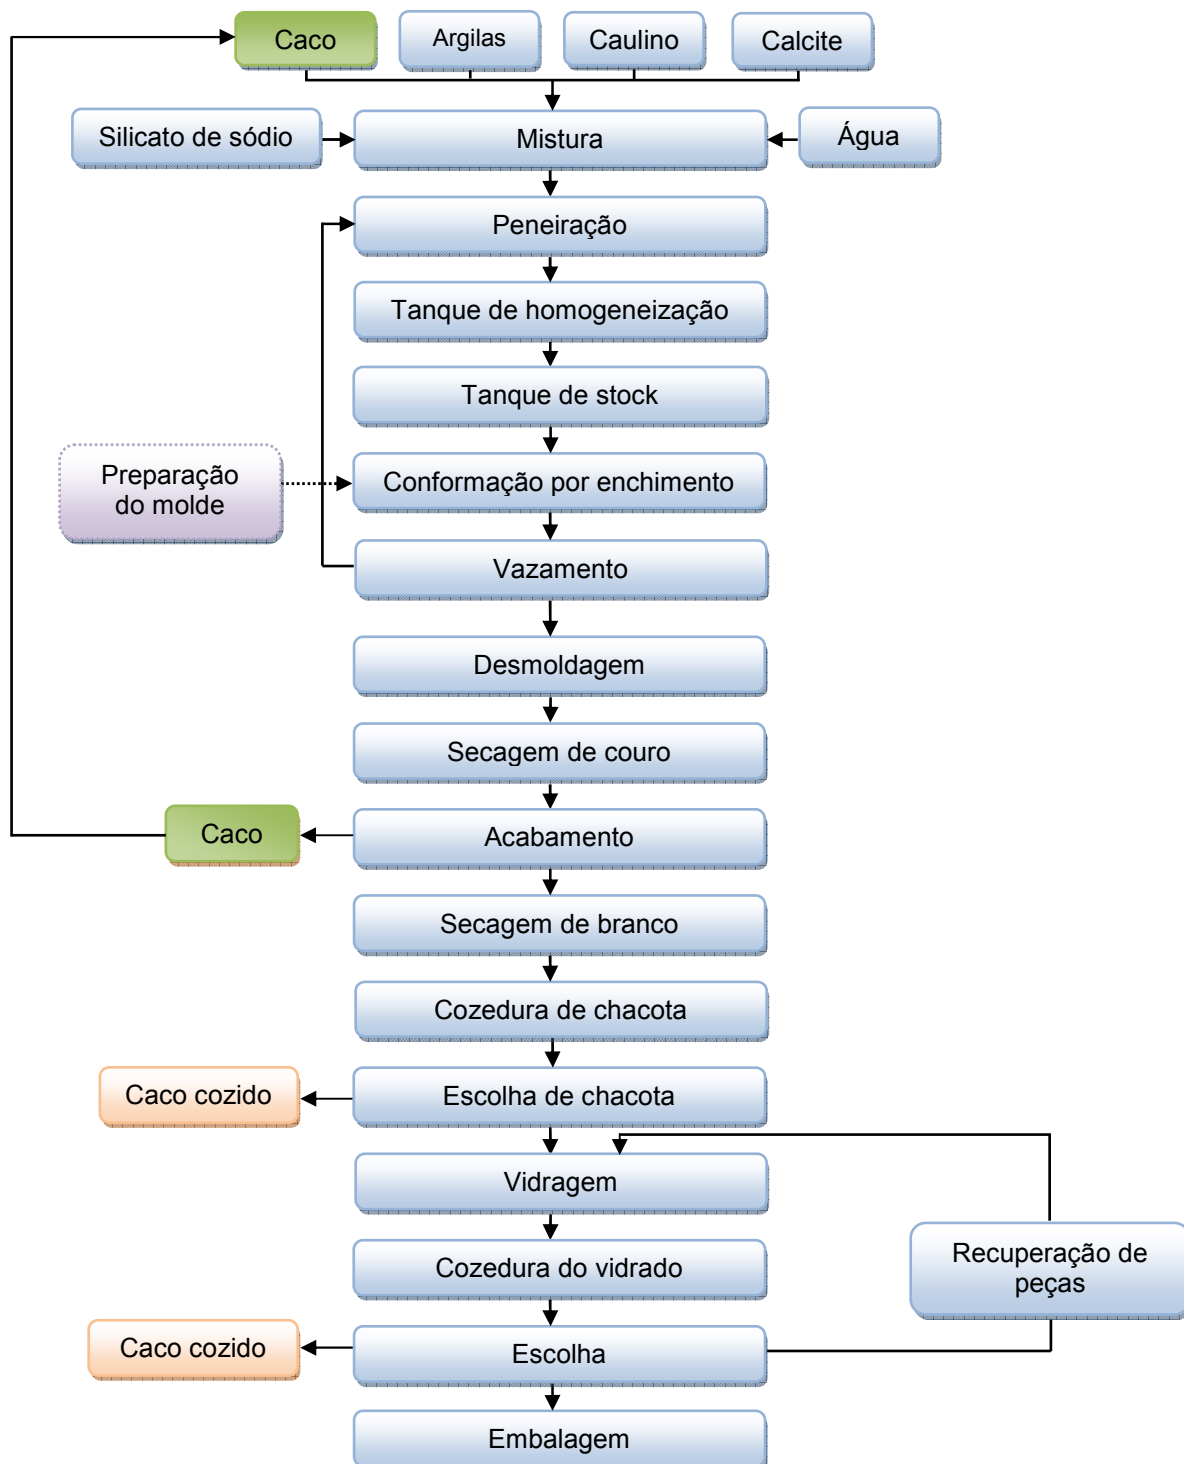 Caco
Argilas
Caulino
Calcite
Silicato de sódio
Mistura
Água
Peneiração
Tanque de homogeneização
Tanque de stock
Preparação
do molde
Conformação por enchimento
Vazamento
Desmoldagem
Secagem de couro
Caco
Acabamento
Secagem de branco
Cozedura de chacota
Caco cozido
Escolha de chacota
Vidragem
Cozedura do vidrado
Recuperação de
peças
Caco cozido
Escolha
Embalagem